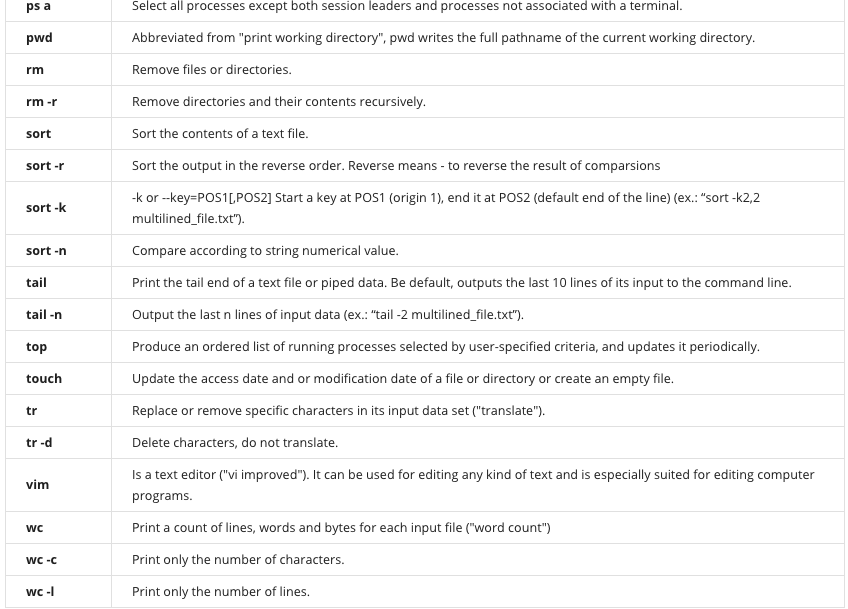 ps a Select all processes except both session leaders and processes not associated with a terminal.
pwd Abbreviated from "print working directory", pwd writes the full pathname of the current working directory.
rm Remove files or directories.
rm -r Remove directories and their contents recursively.
sort Sort the contents of a text file.
sort -r Sort the output in the reverse order. Reverse means - to reverse the result of comparsions
sort -k -k or --key=POS1[,POS2] Start a key at POS1 (origin 1), end it at POS2 (default end of the line) (ex.: “sort -k2,2
multilined_file.txt”).
sort -n Compare according to string numerical value.
tail Print the tail end of a text file or piped data. Be default, outputs the last 10 lines of its input to the command line.
tail -n Output the last n lines of input data (ex.: “tail -2 multilined_file.txt”).
top Produce an ordered list of running processes selected by user-specified criteria, and updates it periodically.
touch Update the access date and or modification date of a file or directory or create an empty file.
tr Replace or remove specific characters in its input data set ("translate").
tr -d Delete characters, do not translate.
vim Is a text editor ("vi improved"). It can be used for editing any kind of text and is especially suited for editing computer
programs.
wc Print a count of lines, words and bytes for each input file ("word count")
wc -c Print only the number of characters.
wc -l Print only the number of lines.